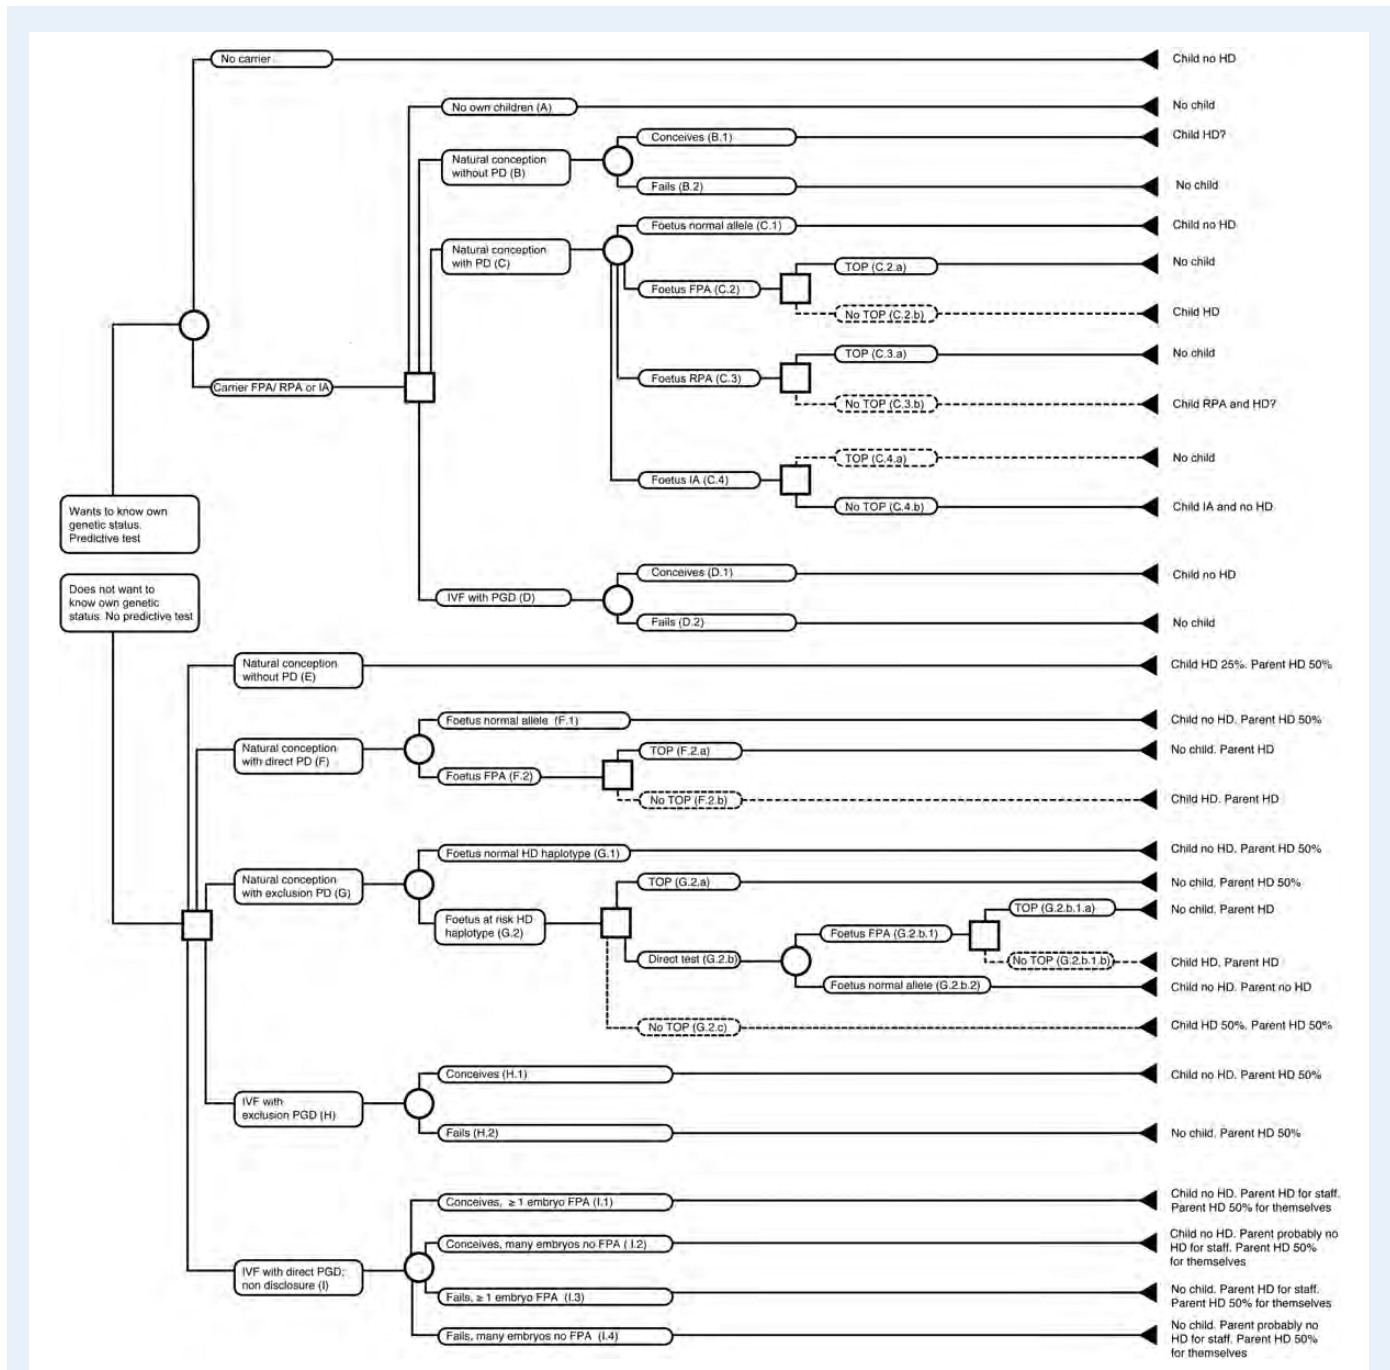 No carrier
Child no HD
No own children (A)
No child
Conceives (B.1)
Child HD?
Natural conception
without PD (B)
Fails (B.2)
No child
Foetus normal allele (C.1)
Child no HD
Natural conception
with PD (C)
TOP (C.2.a)
No child
Foetus FPA (C.2)
No TOP (C.2.b)
Child HD
TOP (C.3.a)
No child
Foetus RPA (C.3)
No TOP (C.3.b)
Child RPA and HD?
Carrier FPA/ RPA or IA
TOP (C.4.a)
No child
Foetus IA (C.4)
No TOP (C.4.b)
Child IA and no HD
Wants to know own
genetic status.
Predictive test
Conceives (D.1)
Child no HD
Does not want to
know own genetic
status. No predictive test
IVF with PGD (D)
Fails (D.2)
No child
Natural conception
without PD (E)
Child HD 25%. Parent HD 50%
Foetus normal allele (F.1)
Child no HD. Parent HD 50%
Natural conception
with direct PD (F)
TOP (F.2.a)
No child. Parent HD
Foetus FPA (F.2)
No TOP (F.2.b)
Child HD. Parent HD
Foetus normal HD haplotype (G.1)
Child no HD. Parent HD 50%
Natural conception
with exclusion PD (G)
TOP (G.2.a)
No child. Parent HD 50%
Foetus at risk HD
haplotype (G.2)
TOP (G.2.b.1.a)
No child. Parent HD
Foetus FPA (G.2.b.1)
Direct test (G.2.b)
No TOP (G.2.b.1.b)
Child HD. Parent HD
Foetus normal allele (G.2.b.2)
Child no HD. Parent no HD
No TOP (G.2.c)
Child HD 50%. Parent HD 50%
Conceives (H.1)
Child no HD. Parent HD 50%
IVF with
exclusion PGD (H)
Fails (H.2)
No child. Parent HD 50%
Conceives, ≥ 1 embryo FPA (I.1)
Child no HD. Parent HD for staff.
Parent HD 50% for themselves
Conceives, many embryos no FPA ( I.2)
Child no HD. Parent probably no
HD for staff. Parent HD 50%
for themselves
IVF with direct PGD;
non disclosure (I)
Fails, ≥ 1 embryo FPA (I.3)
No child. Parent HD for staff.
Parent HD 50% for themselves
Fails, many embryos no FPA (I.4)
No child. Parent probably no
HD for staff. Parent HD 50%
for themselves